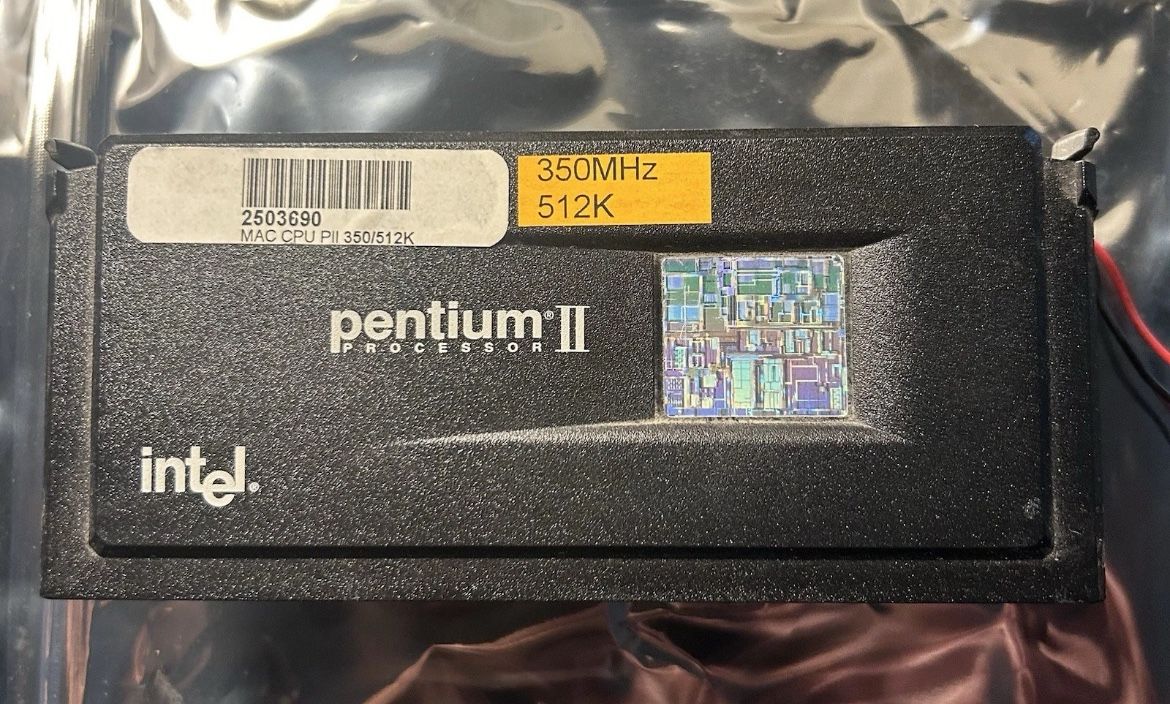 2503690
MAC CPU PII 350/512K
350MHz
512K
pentium® II
PROCESSOR
intel®